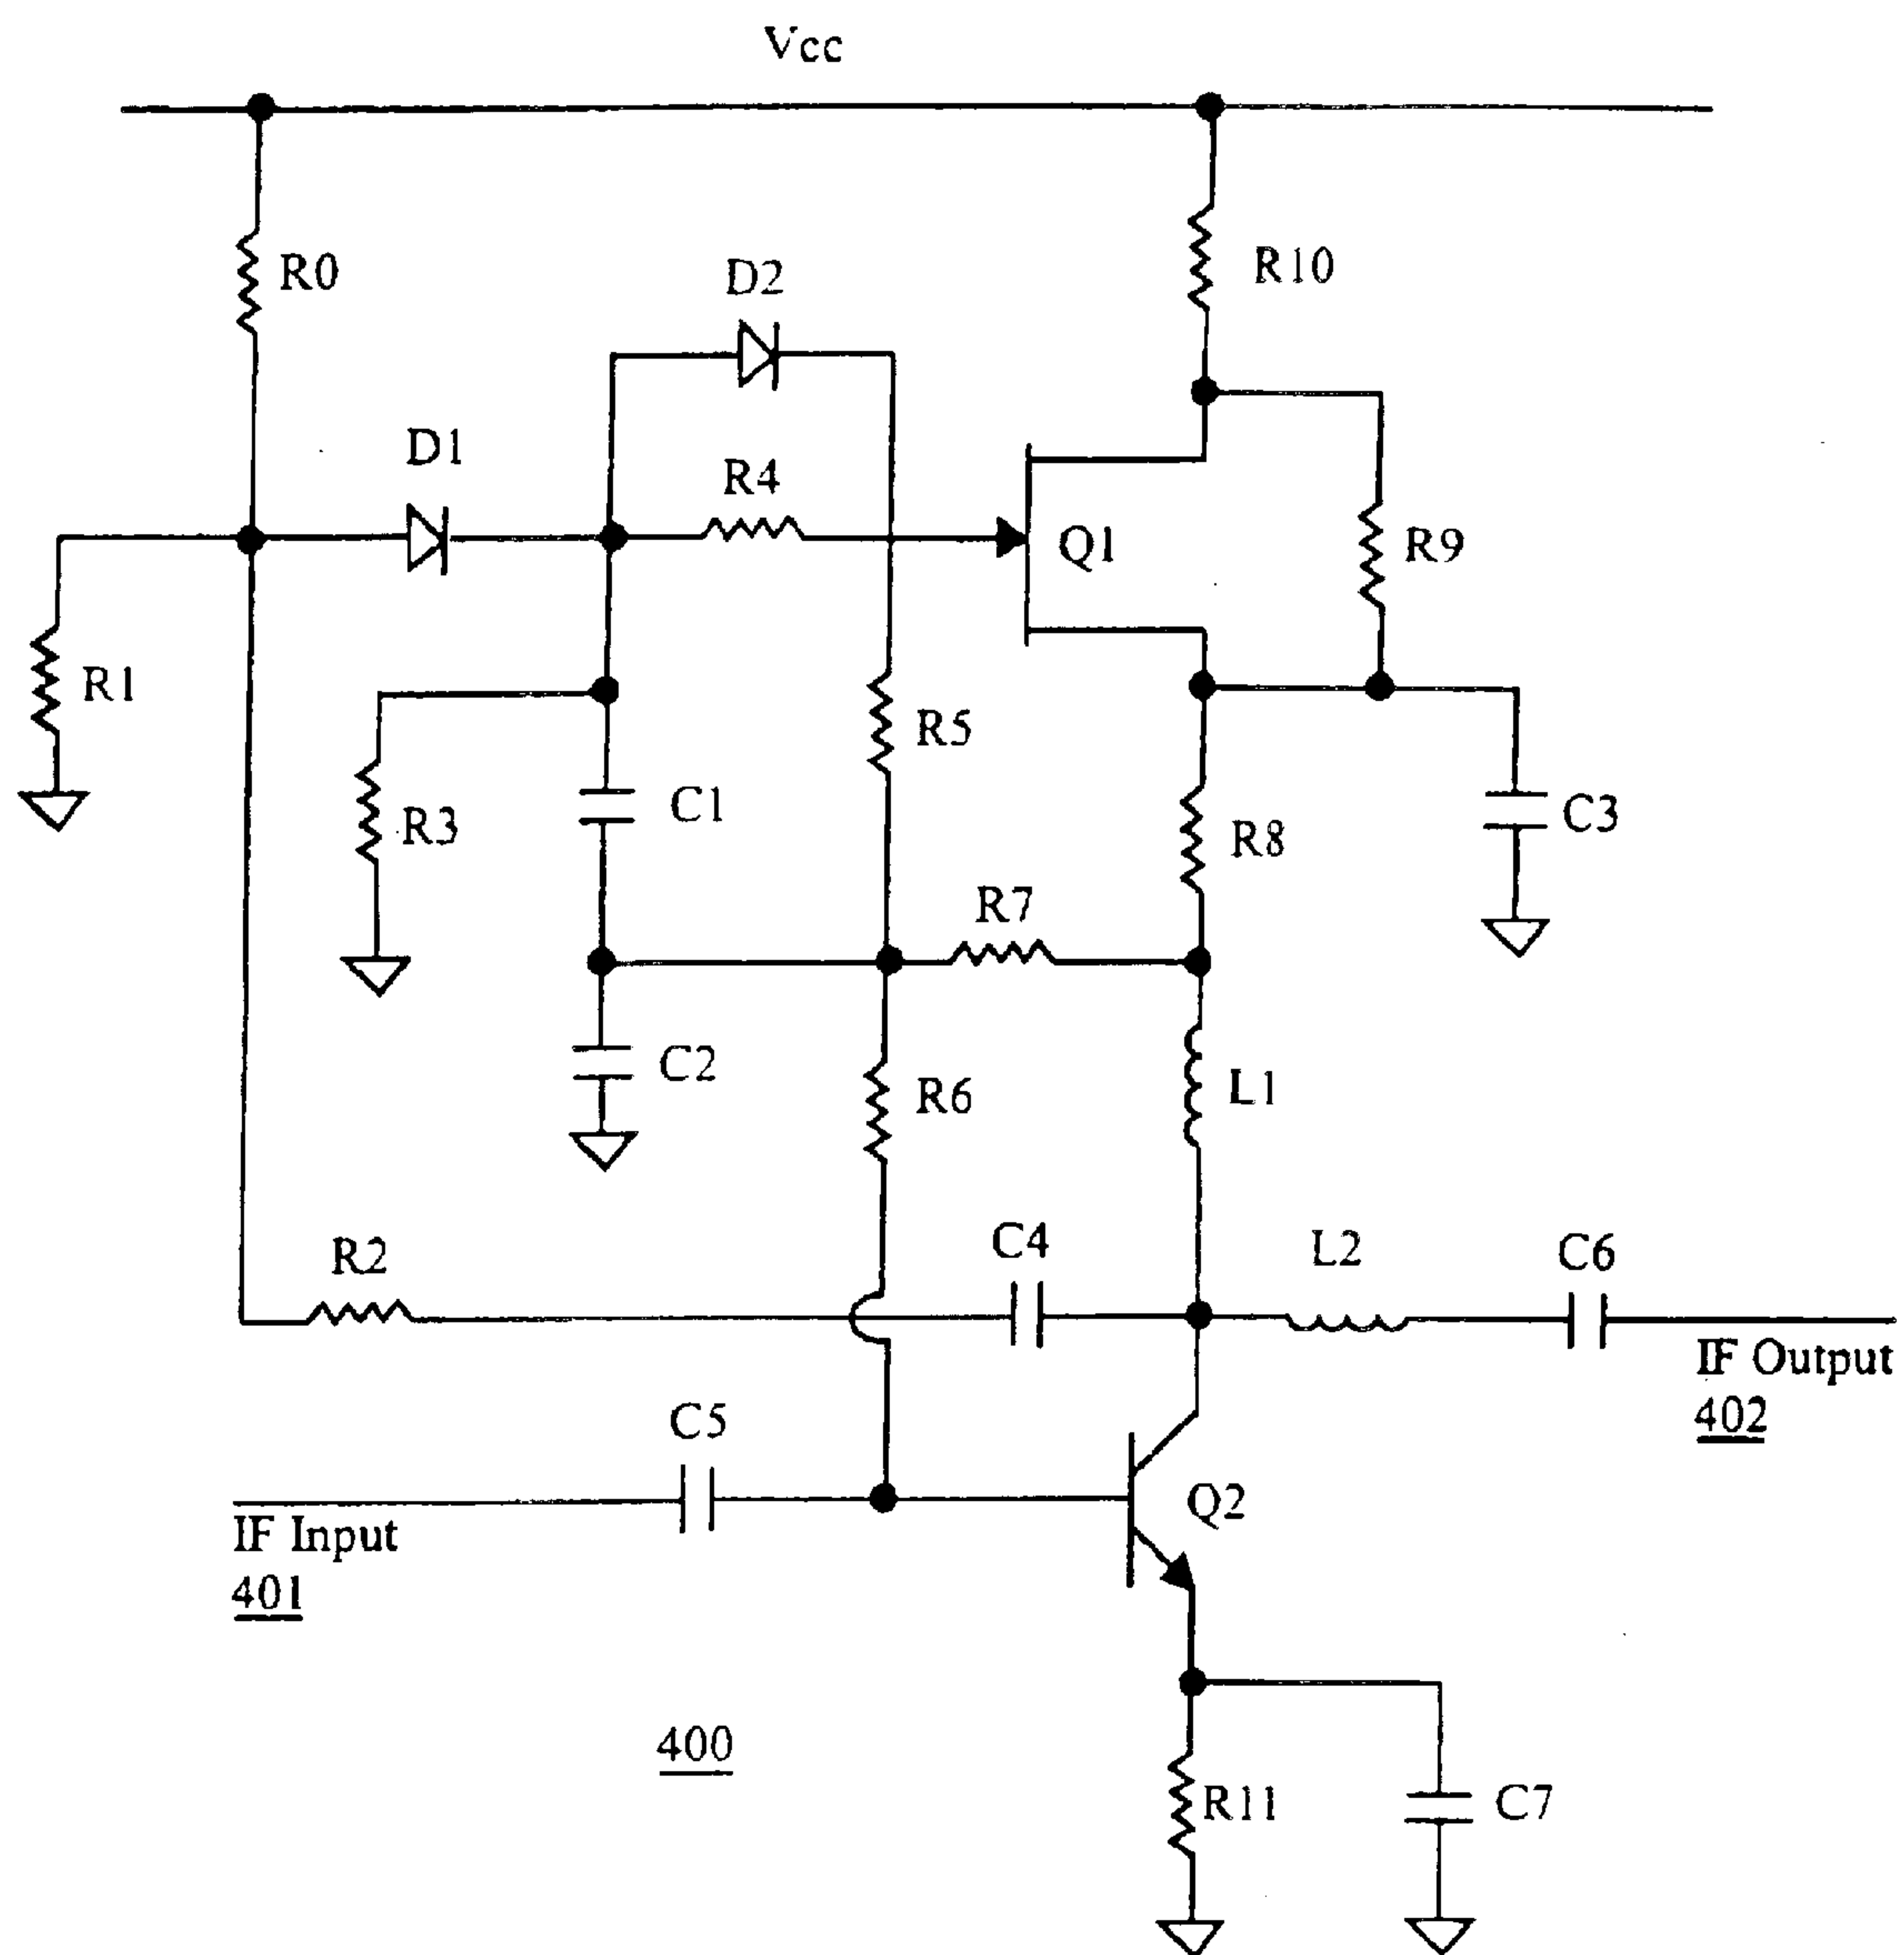 Vcc
R0
R10
D2
D1
R4
Q1
R9
R1
R5
R3
C1
R8
C3
R7
C2
R6
L1
R2
C4
L2
C6
IF Output
402
C5
IF Input
401
Q2
400
R11
C7